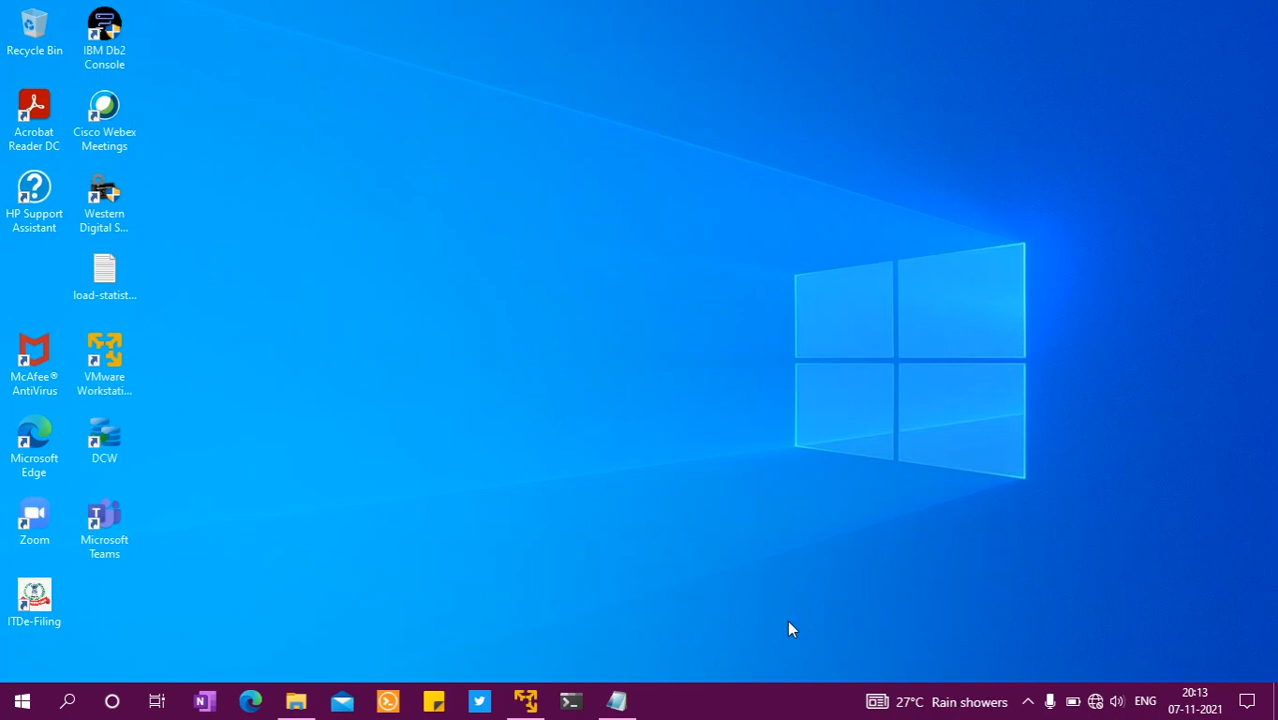 Recycle Bin
IBM Db2
Console
Acrobat
Reader DC
Cisco Webex
Meetings
HP Support
Assistant
Western
Digital S...
load-statist...
McAfee®
AntiVirus
VMware
Workstati...
Microsoft
Edge
DCW
Zoom
Microsoft
Teams
ITDe-Filing
27°C Rain showers
ENG
20:13
07-11-2021